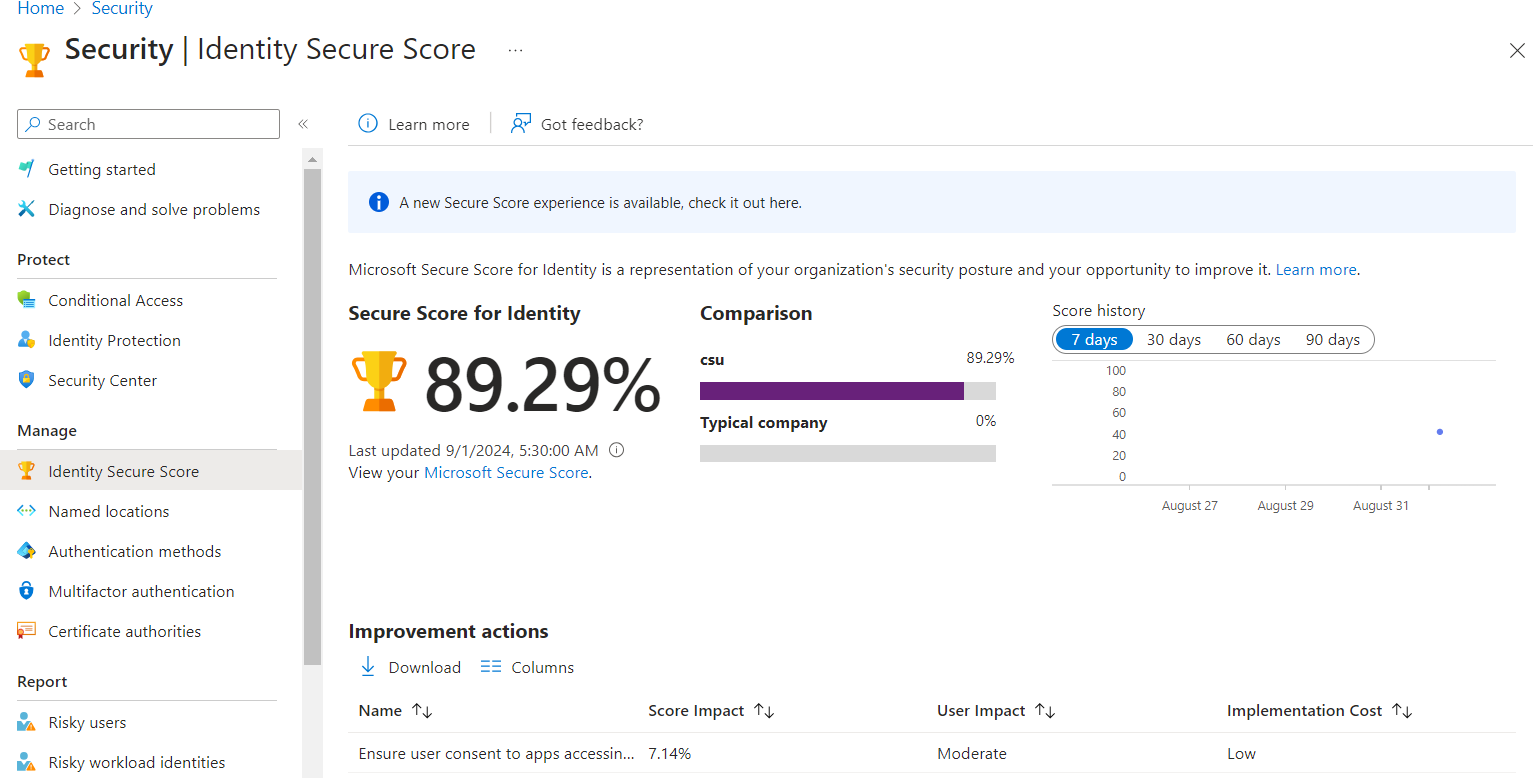 Home > Security
Security | Identity Secure Score ...
Search
«
Getting started
Diagnose and solve problems
Protect
Conditional Access
Identity Protection
Security Center
Manage
Identity Secure Score
Named locations
Authentication methods
Multifactor authentication
Certificate authorities
Report
Risky users
Risky workload identities
Learn more
Got feedback?
A new Secure Score experience is available, check it out here.
Microsoft Secure Score for Identity is a representation of your organization's security posture and your opportunity to improve it. Learn more.
Secure Score for Identity
89.29%
Last updated 9/1/2024, 5:30:00 AM
View your Microsoft Secure Score.
Comparison
csu 89.29%
Typical company 0%
Score history
7 days 30 days 60 days 90 days
100
80
60
40
20
0
August 27 August 29 August 31
Improvement actions
Download Columns
Name ↑↓ Score Impact ↑↓ User Impact ↑↓ Implementation Cost ↑↓
Ensure user consent to apps accessin... 7.14% Moderate Low